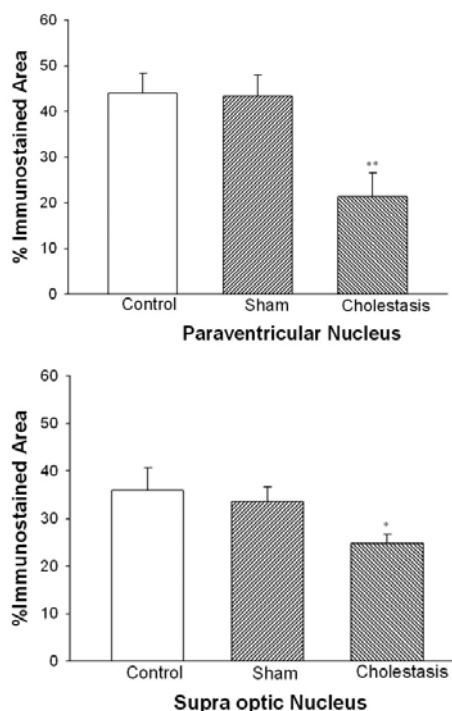 60
50
40
30
20
10
0
% Immunostained Area
**
Control Sham Cholestasis
Paraventricular Nucleus
60
50
40
30
20
10
0
%Immunostained Area
*
Control Sham Cholestasis
Supra optic Nucleus